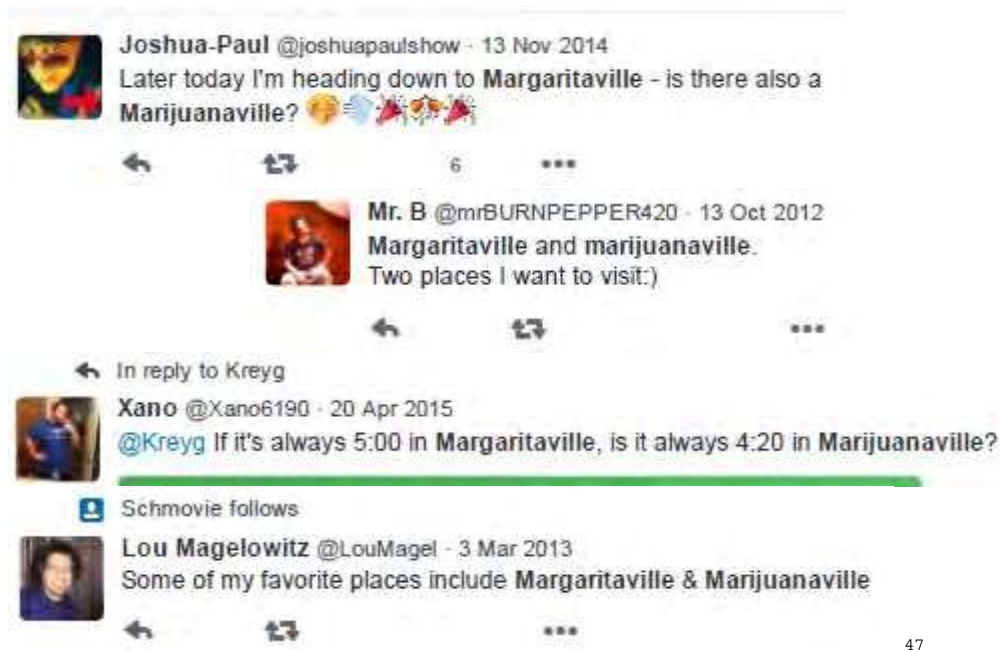 Joshua-Paul @joshuapaulshow · 13 Nov 2014
Later today I'm heading down to Margaritaville - is there also a
Marijuanaville?
6
Mr. B @mrBURNPEPPER420 · 13 Oct 2012
Margaritaville and marijuanaville.
Two places I want to visit:)
In reply to Kreyg
Xano @Xano6190 · 20 Apr 2015
@Kreyg If it's always 5:00 in Margaritaville, is it always 4:20 in Marijuanaville?
Schmovie follows
Lou Magelowitz @LouMagel · 3 Mar 2013
Some of my favorite places include Margaritaville & Marijuanaville
47